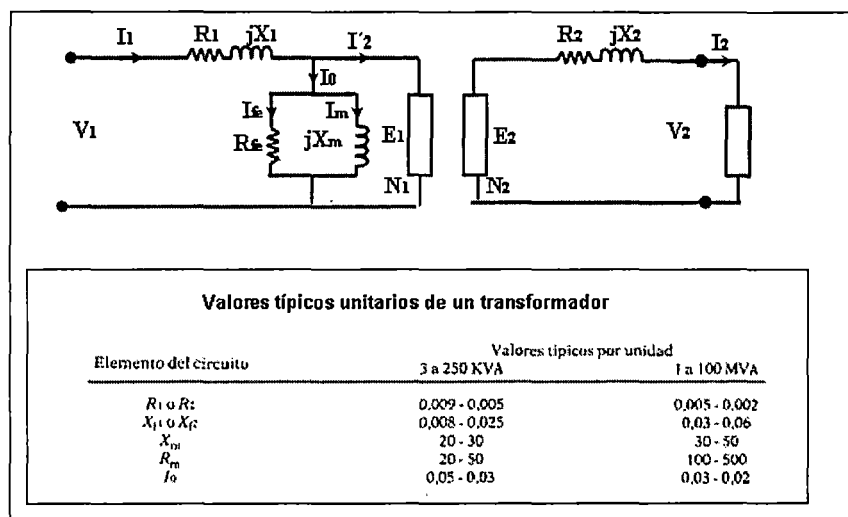 I1 R1 jX1 I´2 R2 jX2 I2
I0
Ife Im
V1 Rfe jXm E1 E2 V2
N1 N2
Valores típicos unitarios de un transformador
Valores típicos por unidad
Elemento del circuito 3 a 250 KVA 1 a 100 MVA
R1 o R2 0,009 - 0,005 0,005 - 0,002
Xf1 o Xf2 0,008 - 0,025 0,03 - 0,06
Xm 20 - 30 30 - 50
Rm 20 - 50 100 - 500
I0 0,05 - 0,03 0,03 - 0,02